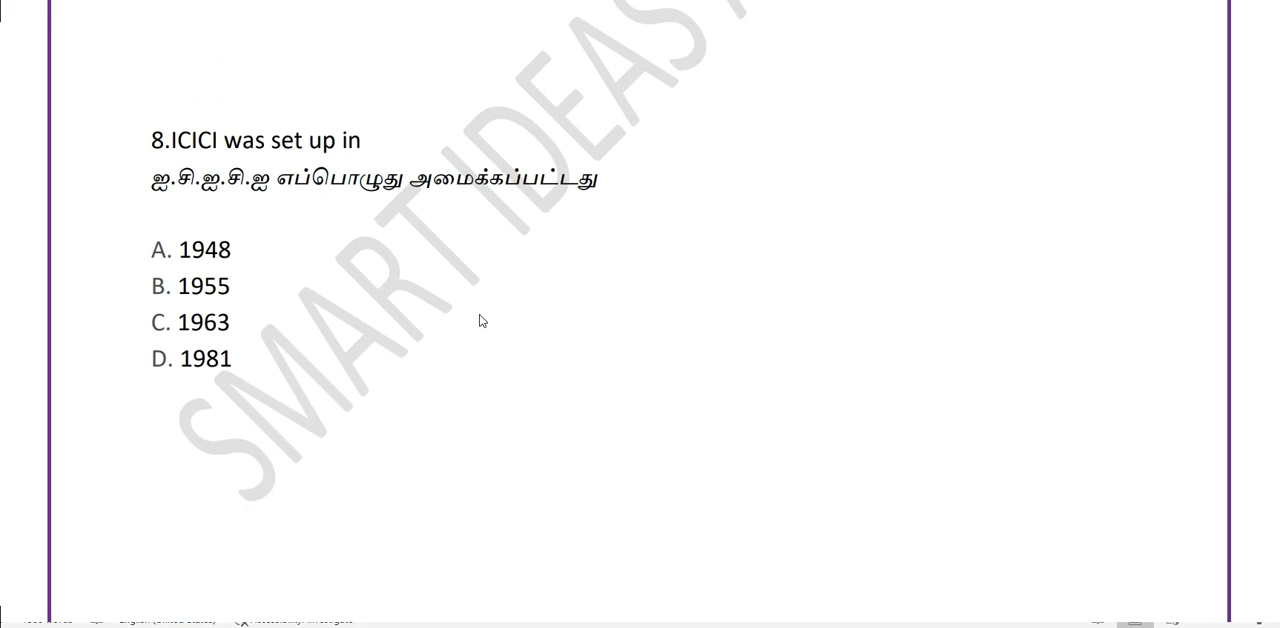 8.ICICI was set up in
ஐ.சி.ஐ.சி.ஐ எப்பொழுது அமைக்கப்பட்டது
A. 1948
B. 1955
C. 1963
D. 1981
SMART IDEAS